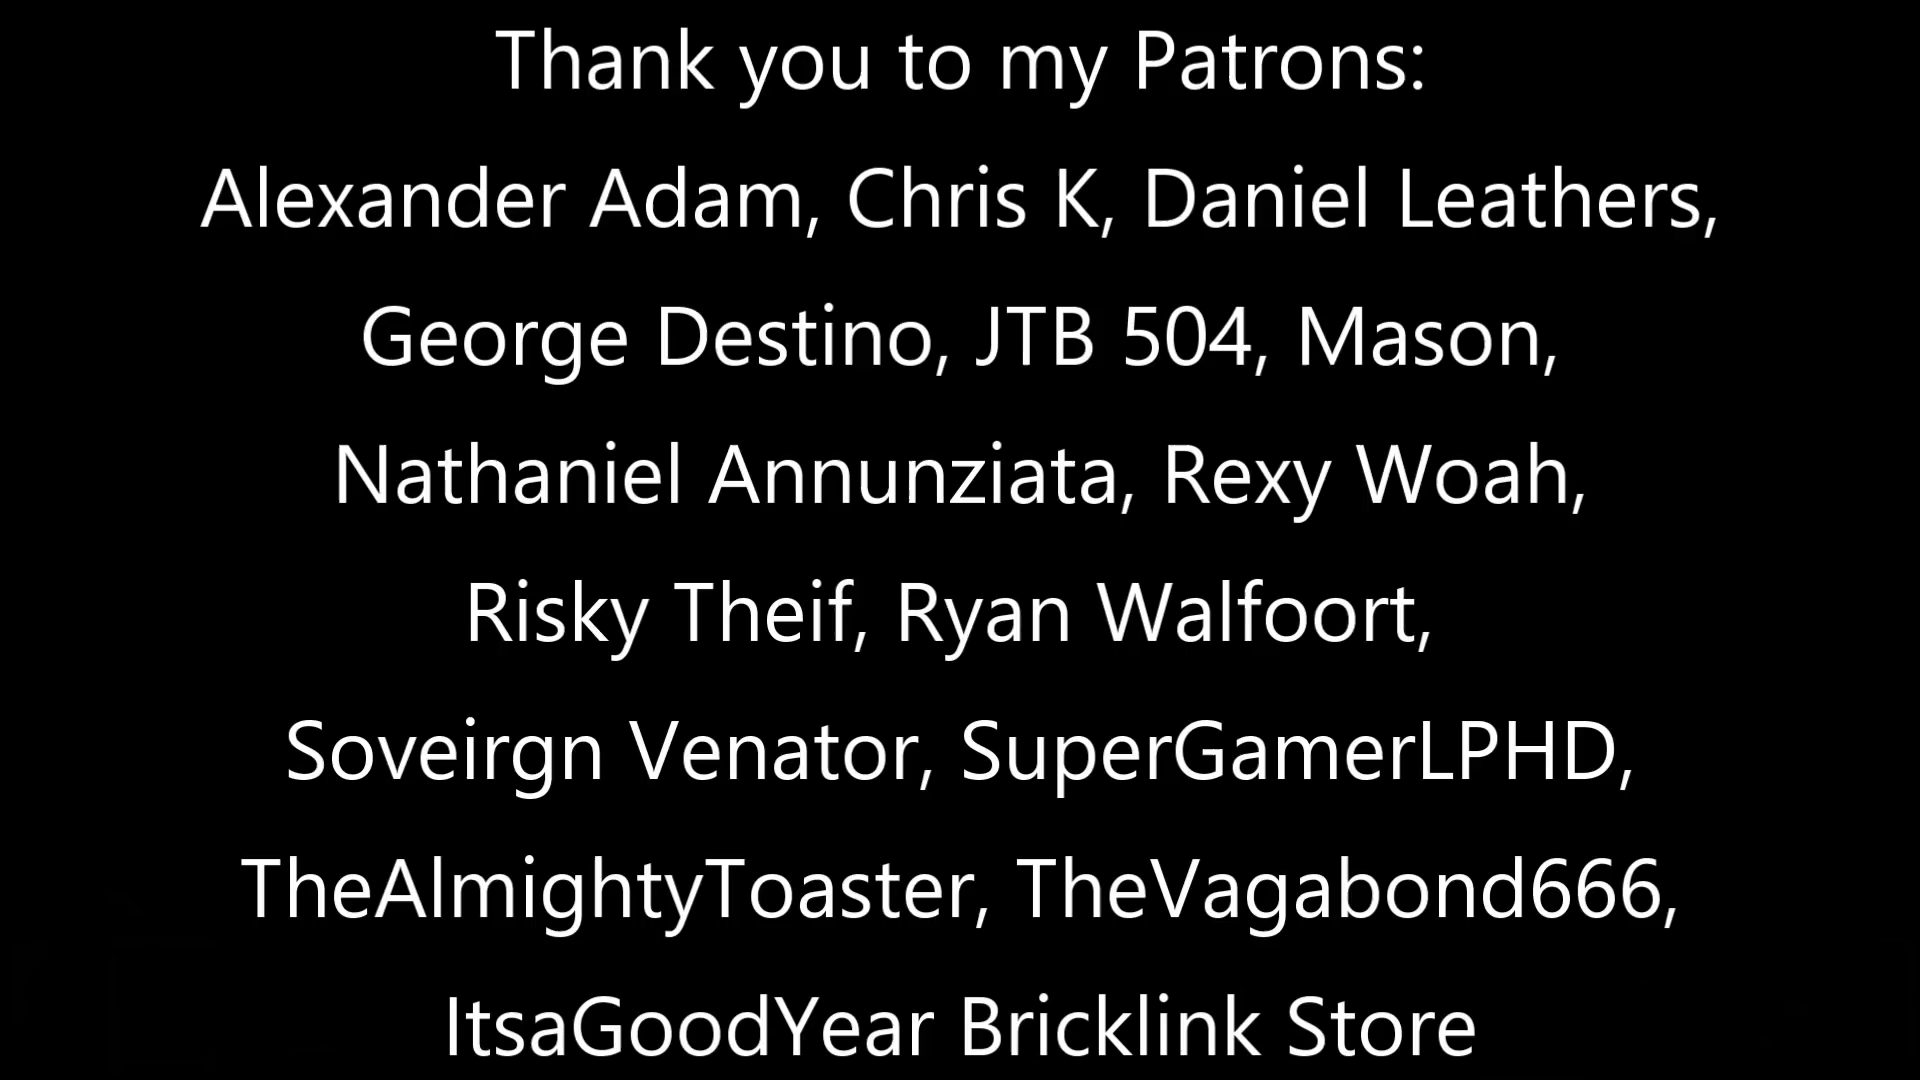 Thank you to my Patrons:
Alexander Adam, Chris K, Daniel Leathers,
George Destino, JTB 504, Mason,
Nathaniel Annunziata, Rexy Woah,
Risky Theif, Ryan Walfoort,
Soveirgn Venator, SuperGamerLPHD,
TheAlmightyToaster, TheVagabond666,
ItsaGoodYear Bricklink Store